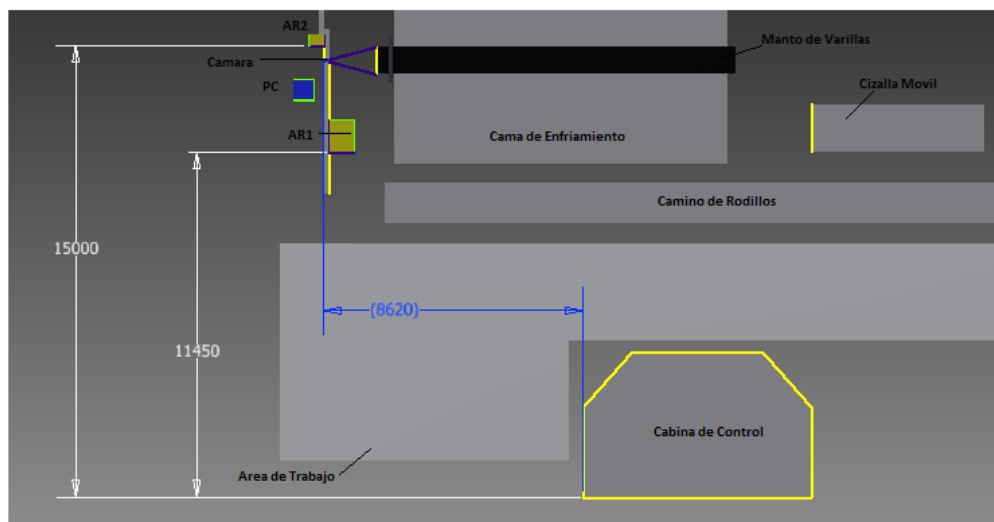 AR2
Manto de Varillas
Camara
PC
Cizalla Movil
AR1
Cama de Enfriamiento
Camino de Rodillos
15000
(8620)
11450
Cabina de Control
Area de Trabajo